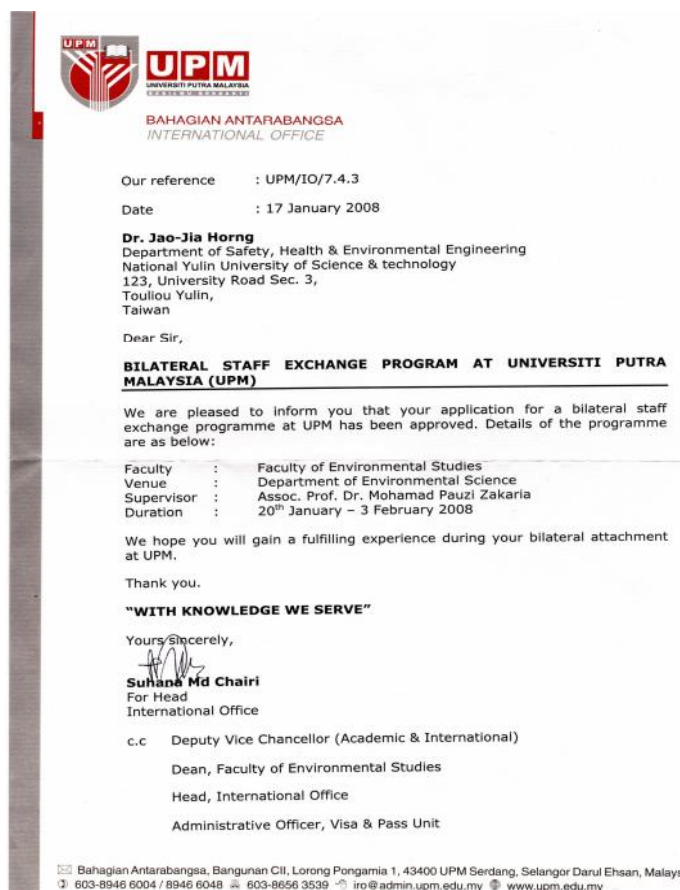 UPM
UPM
UNIVERSITI PUTRA MALAYSIA
BERILMU BERBAKTI
BAHAGIAN ANTARABANGSA
INTERNATIONAL OFFICE
Our reference : UPM/IO/7.4.3
Date : 17 January 2008
Dr. Jao-Jia Horng
Department of Safety, Health & Environmental Engineering
National Yulin University of Science & technology
123, University Road Sec. 3,
Touliou Yulin,
Taiwan
Dear Sir,
BILATERAL STAFF EXCHANGE PROGRAM AT UNIVERSITI PUTRA
MALAYSIA (UPM)
We are pleased to inform you that your application for a bilateral staff
exchange programme at UPM has been approved. Details of the programme
are as below:
Faculty : Faculty of Environmental Studies
Venue : Department of Environmental Science
Supervisor : Assoc. Prof. Dr. Mohamad Pauzi Zakaria
Duration : 20th January – 3 February 2008
We hope you will gain a fulfilling experience during your bilateral attachment
at UPM.
Thank you.
“WITH KNOWLEDGE WE SERVE”
Yours sincerely,
Suhana Md Chairi
For Head
International Office
c.c Deputy Vice Chancellor (Academic & International)
Dean, Faculty of Environmental Studies
Head, International Office
Administrative Officer, Visa & Pass Unit
Bahagian Antarabangsa, Bangunan CII, Lorong Pongamia 1, 43400 UPM Serdang, Selangor Darul Ehsan, Malays
603-8946 6004 / 8946 6048 603-8656 3539 iro@admin.upm.edu.my www.upm.edu.my